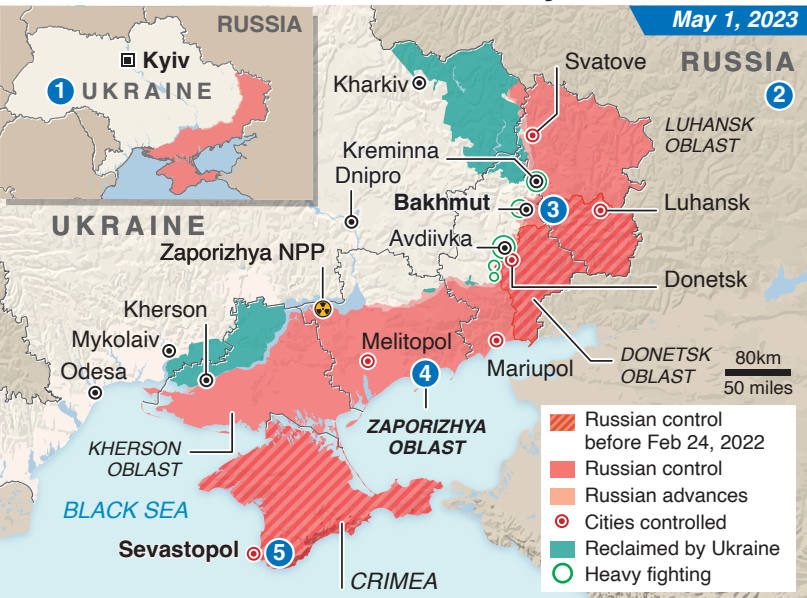 May 1, 2023
RUSSIA
Kyiv
1
UKRAINE
RUSSIA
2
Svatove
Kharkiv
LUHANSK
OBLAST
Kreminna
Dnipro
Bakhmut
3
Luhansk
UKRAINE
Avdiivka
Zaporizhya NPP
Donetsk
Kherson
Mykolaiv
Melitopol
Odesa
4
Mariupol
DONETSK
OBLAST
80km
50 miles
ZAPORIZHYA
OBLAST
KHERSON
OBLAST
BLACK SEA
Sevastopol
5
CRIMEA
Russian control
before Feb 24, 2022
Russian control
Russian advances
Cities controlled
Reclaimed by Ukraine
Heavy fighting